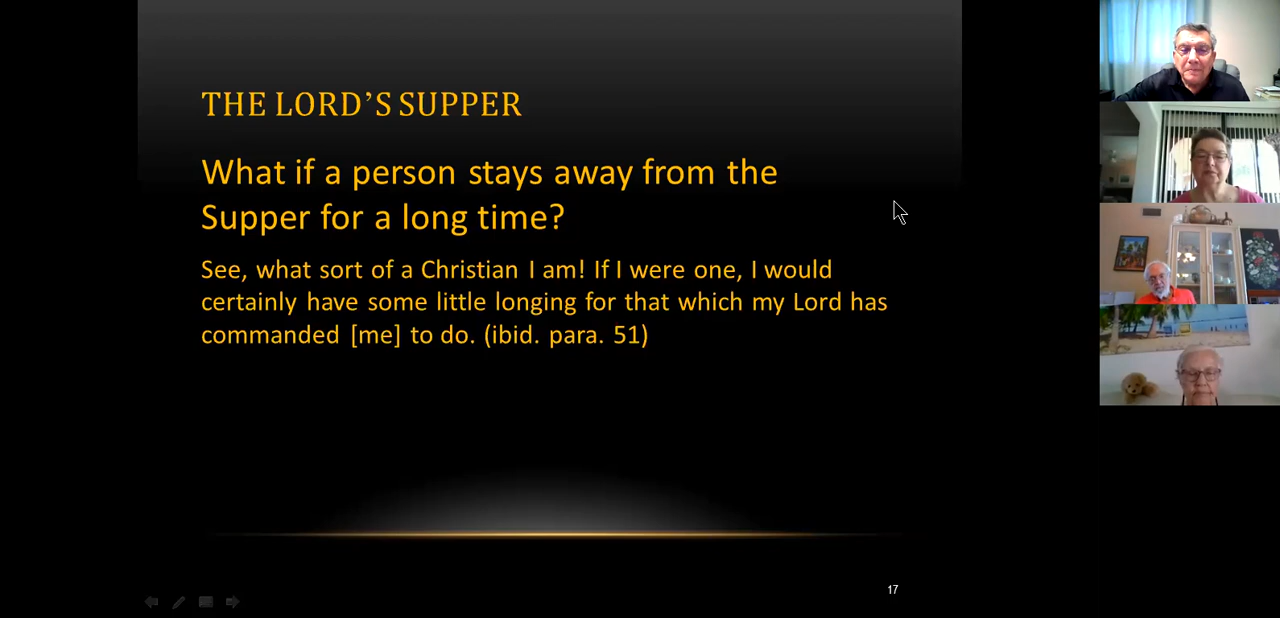 THE LORD’S SUPPER
What if a person stays away from the
Supper for a long time?
See, what sort of a Christian I am! If I were one, I would
certainly have some little longing for that which my Lord has
commanded [me] to do. (ibid. para. 51)
17